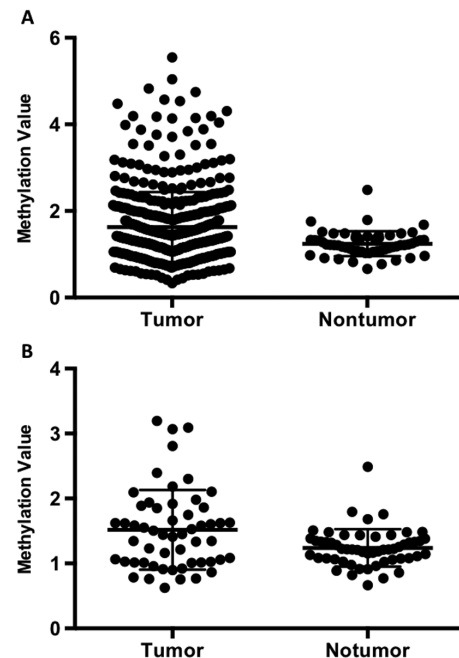 A
Methylation Value
6
4
2
0
Tumor
Nontumor
B
Methylation Value
4
3
2
1
0
Tumor
Notumor